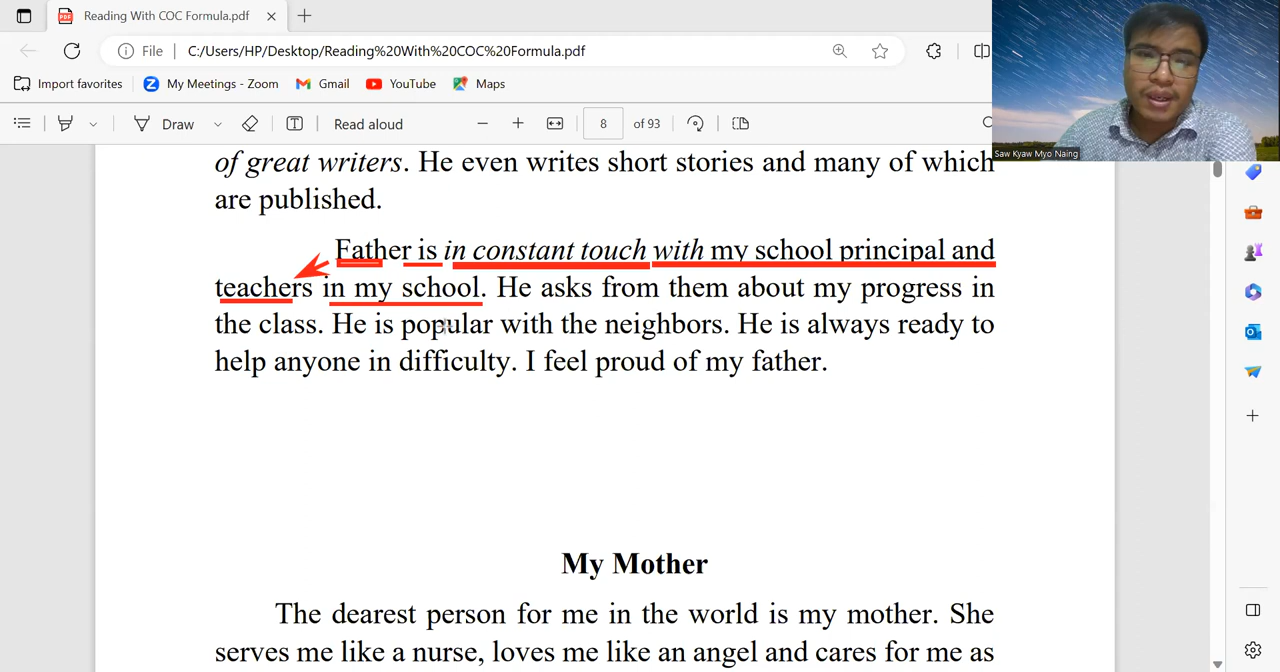 Reading With COC Formula.pdf
File
C:/Users/HP/Desktop/Reading%20With%20COC%20Formula.pdf
Import favorites
My Meetings - Zoom
Gmail
YouTube
Maps
Draw
Read aloud
8
of 93
Saw Kyaw Myo Naing
of great writers. He even writes short stories and many of which
are published.
Father is in constant touch with my school principal and
teachers in my school. He asks from them about my progress in
the class. He is popular with the neighbors. He is always ready to
help anyone in difficulty. I feel proud of my father.
My Mother
The dearest person for me in the world is my mother. She
serves me like a nurse, loves me like an angel and cares for me as